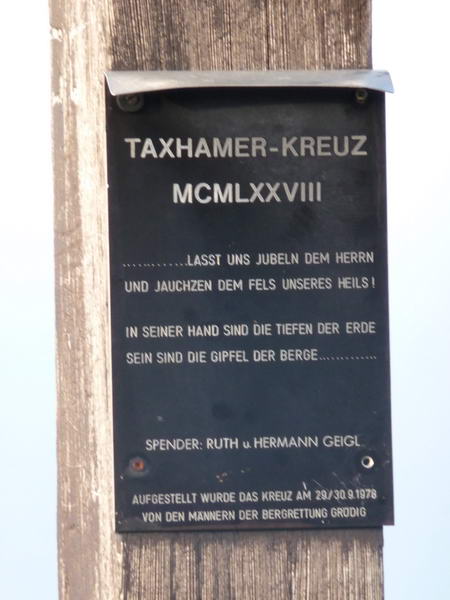 TAXHAMER-KREUZ
MCMLXXVIII
............LASST UNS JUBELN DEM HERRN
UND JAUCHZEN DEM FELS UNSERES HEILS!
IN SEINER HAND SIND DIE TIEFEN DER ERDE
SEIN SIND DIE GIPFEL DER BERGE............
SPENDER: RUTH u. HERMANN GEIGL
AUFGESTELLT WURDE DAS KREUZ AM 29./30.9.1978
VON DEN MÄNNERN DER BERGRETTUNG GRÖDIG